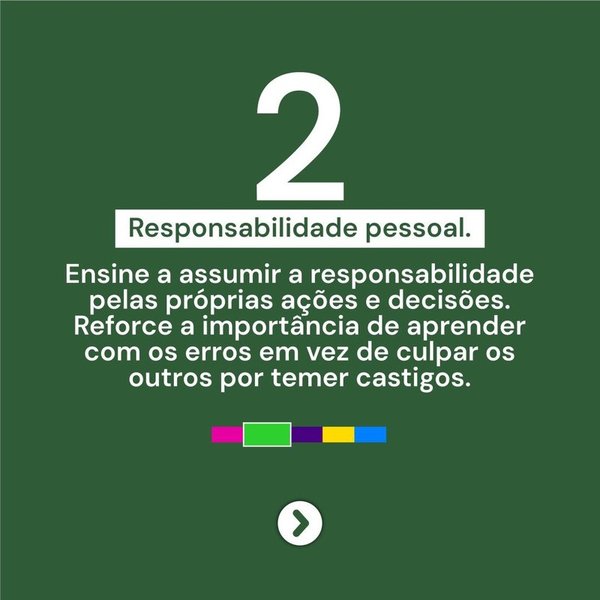 2
Responsabilidade pessoal.
Ensine a assumir a responsabilidade
pelas próprias ações e decisões.
Reforce a importância de aprender
com os erros em vez de culpar os
outros por temer castigos.